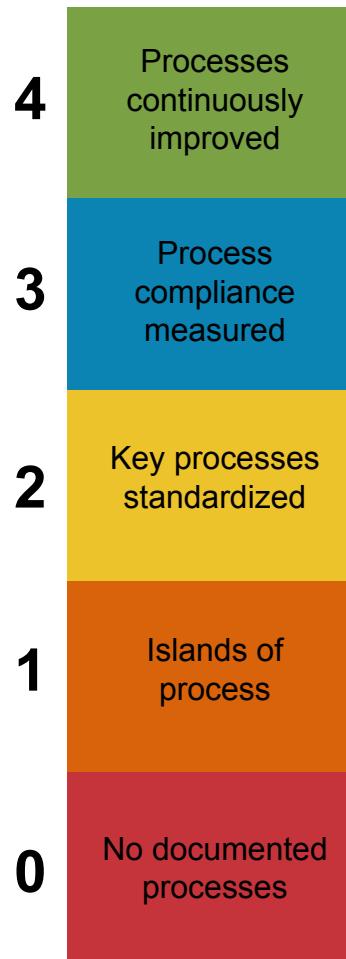 4
Processes
continuously
improved
3
Process
compliance
measured
2
Key processes
standardized
1
Islands of
process
0
No documented
processes